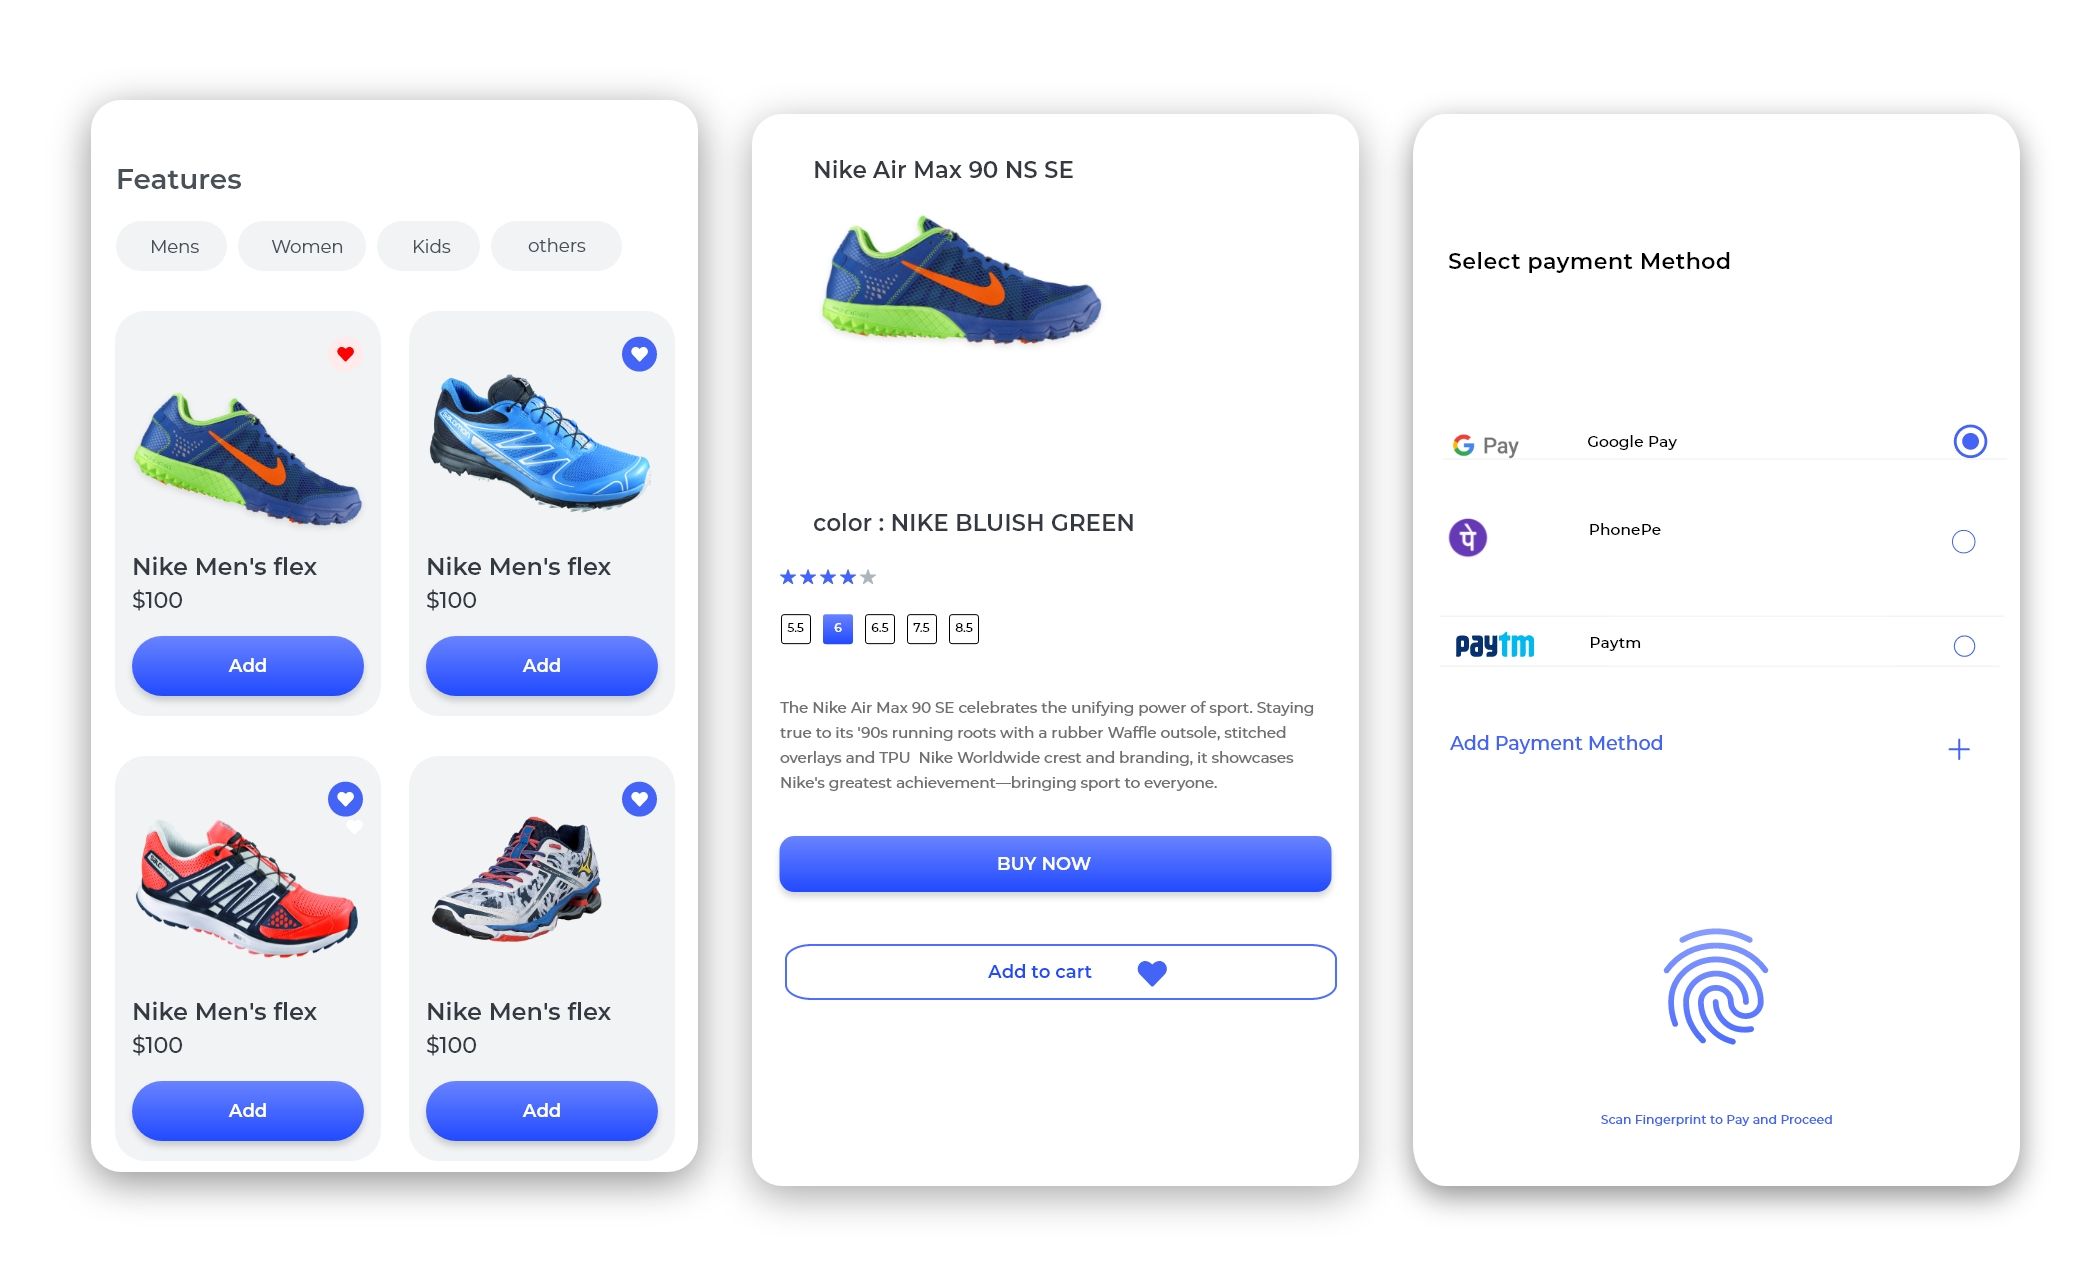 Features
Mens
Women
Kids
others
Nike Men's flex
$100
Add
Nike Men's flex
$100
Add
Nike Men's flex
$100
Add
Nike Men's flex
$100
Add
Nike Air Max 90 NS SE
color : NIKE BLUISH GREEN
5.5
6
6.5
7.5
8.5
The Nike Air Max 90 SE celebrates the unifying power of sport. Staying
true to its '90s running roots with a rubber Waffle outsole, stitched
overlays and TPU  Nike Worldwide crest and branding, it showcases
Nike's greatest achievement—bringing sport to everyone.
BUY NOW
Add to cart
Select payment Method
G Pay
Google Pay
पे
PhonePe
paytm
Paytm
Add Payment Method
Scan Fingerprint to Pay and Proceed